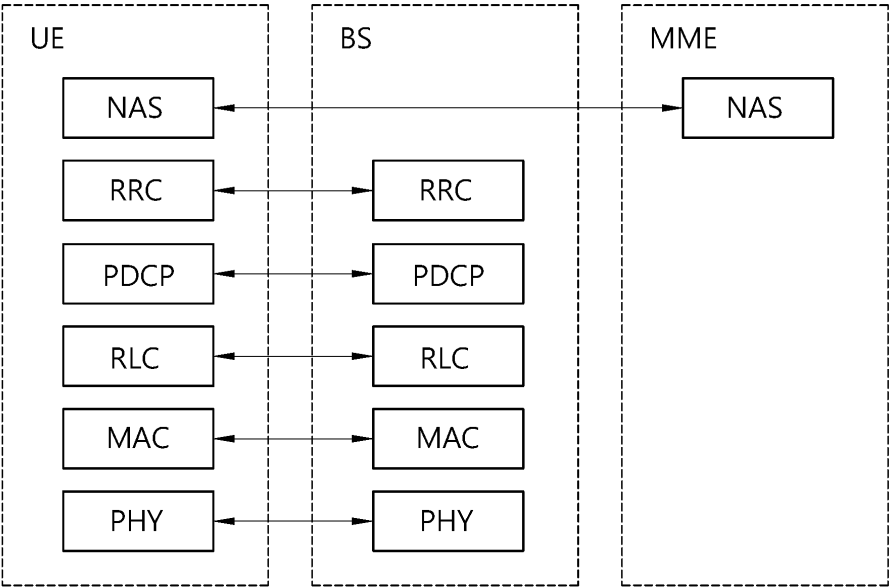 UE BS MME
NAS NAS
RRC RRC
PDCP PDCP
RLC RLC
MAC MAC
PHY PHY